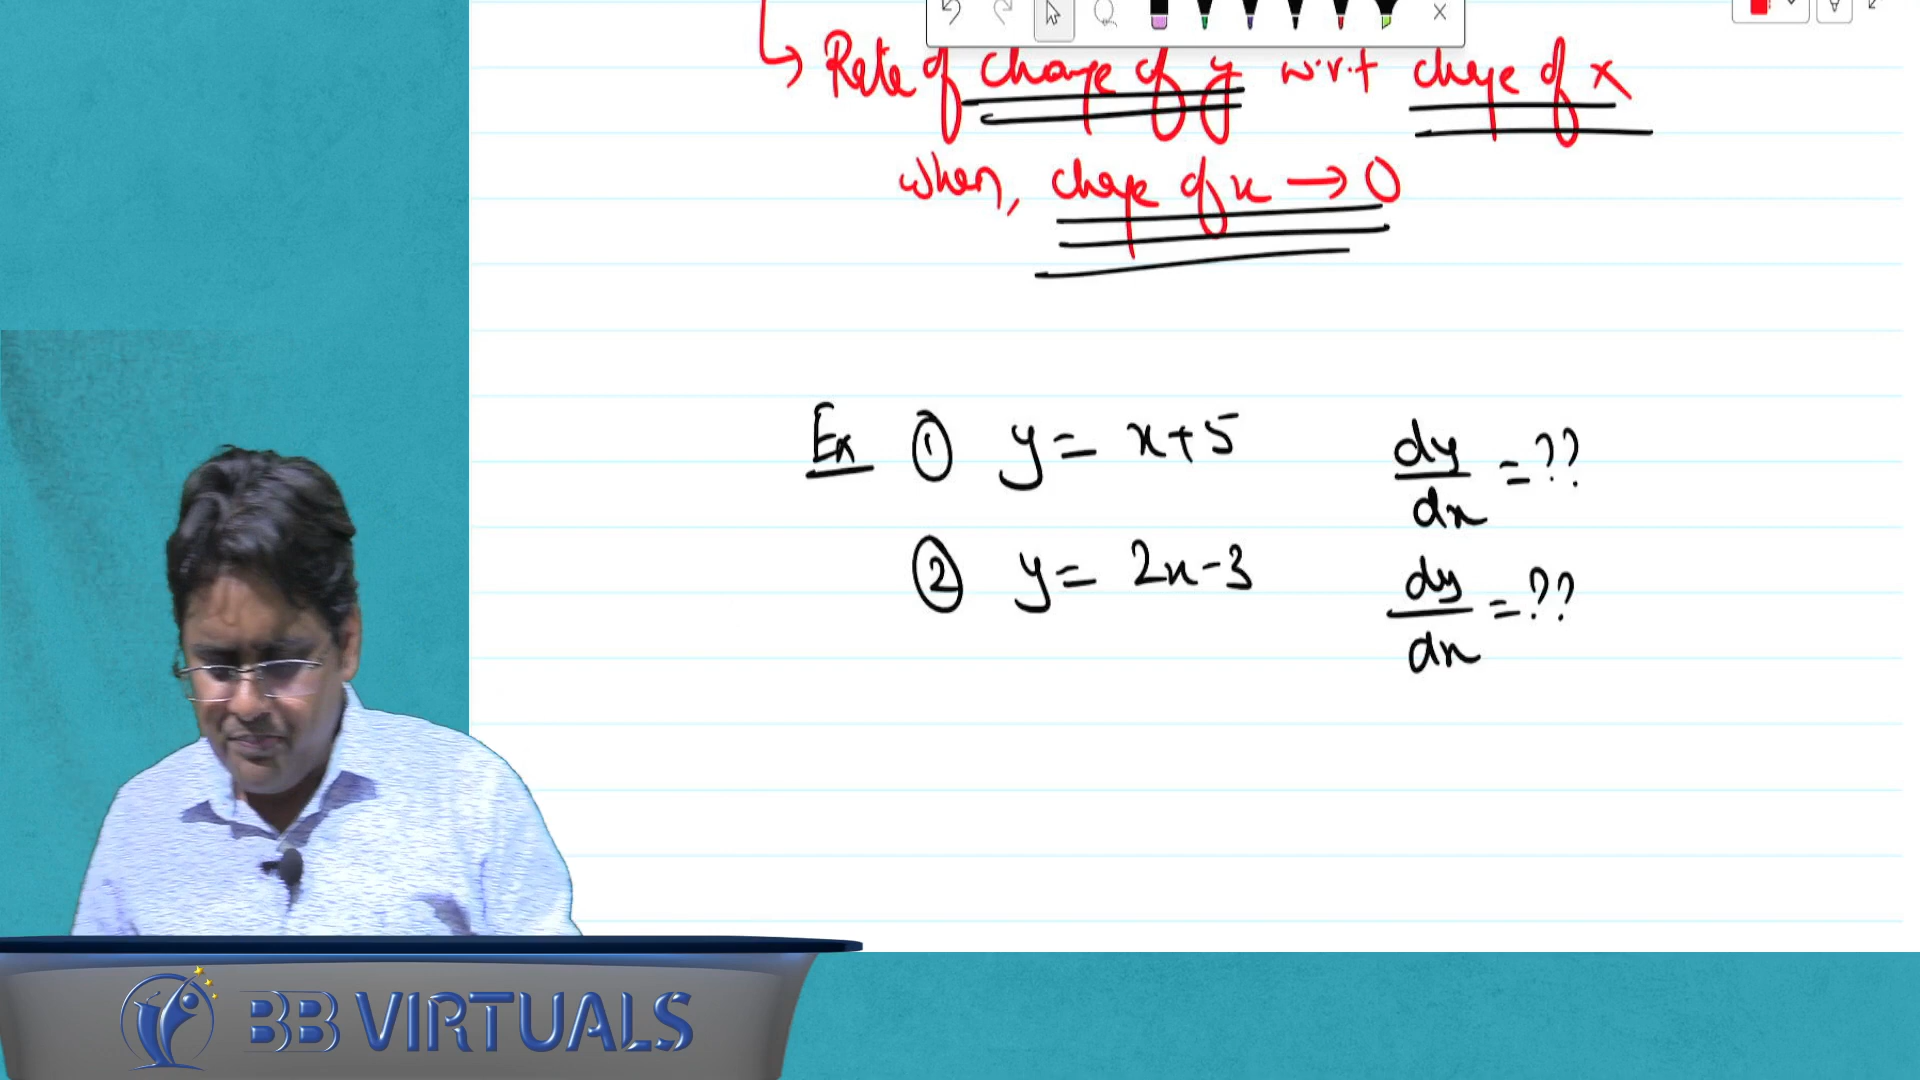 ↳ Rate of change of y w.r.t change of x
when, change of x → 0
Ex ① y = x+5 dy/dx = ??
② y = 2x-3 dy/dx = ??
BB VIRTUALS